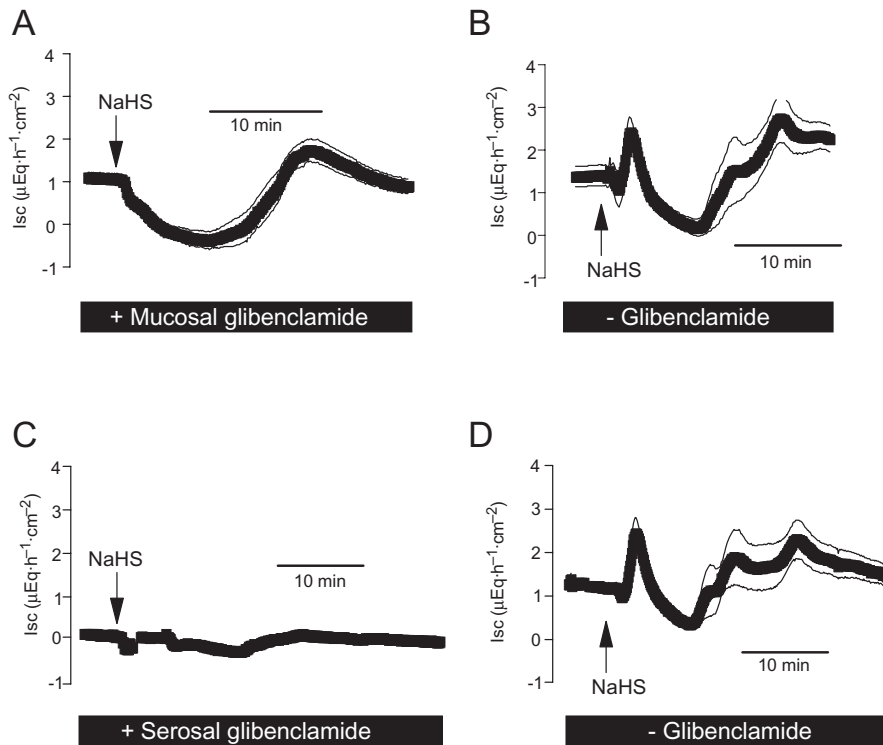 A
Isc (µEq·h⁻¹·cm⁻²)
4
3
2
1
0
-1
NaHS
10 min
+ Mucosal glibenclamide
B
Isc (µEq·h⁻¹·cm⁻²)
4
3
2
1
0
-1
NaHS
10 min
- Glibenclamide
C
Isc (µEq·h⁻¹·cm⁻²)
4
3
2
1
0
-1
NaHS
10 min
+ Serosal glibenclamide
D
Isc (µEq·h⁻¹·cm⁻²)
4
3
2
1
0
-1
NaHS
10 min
- Glibenclamide